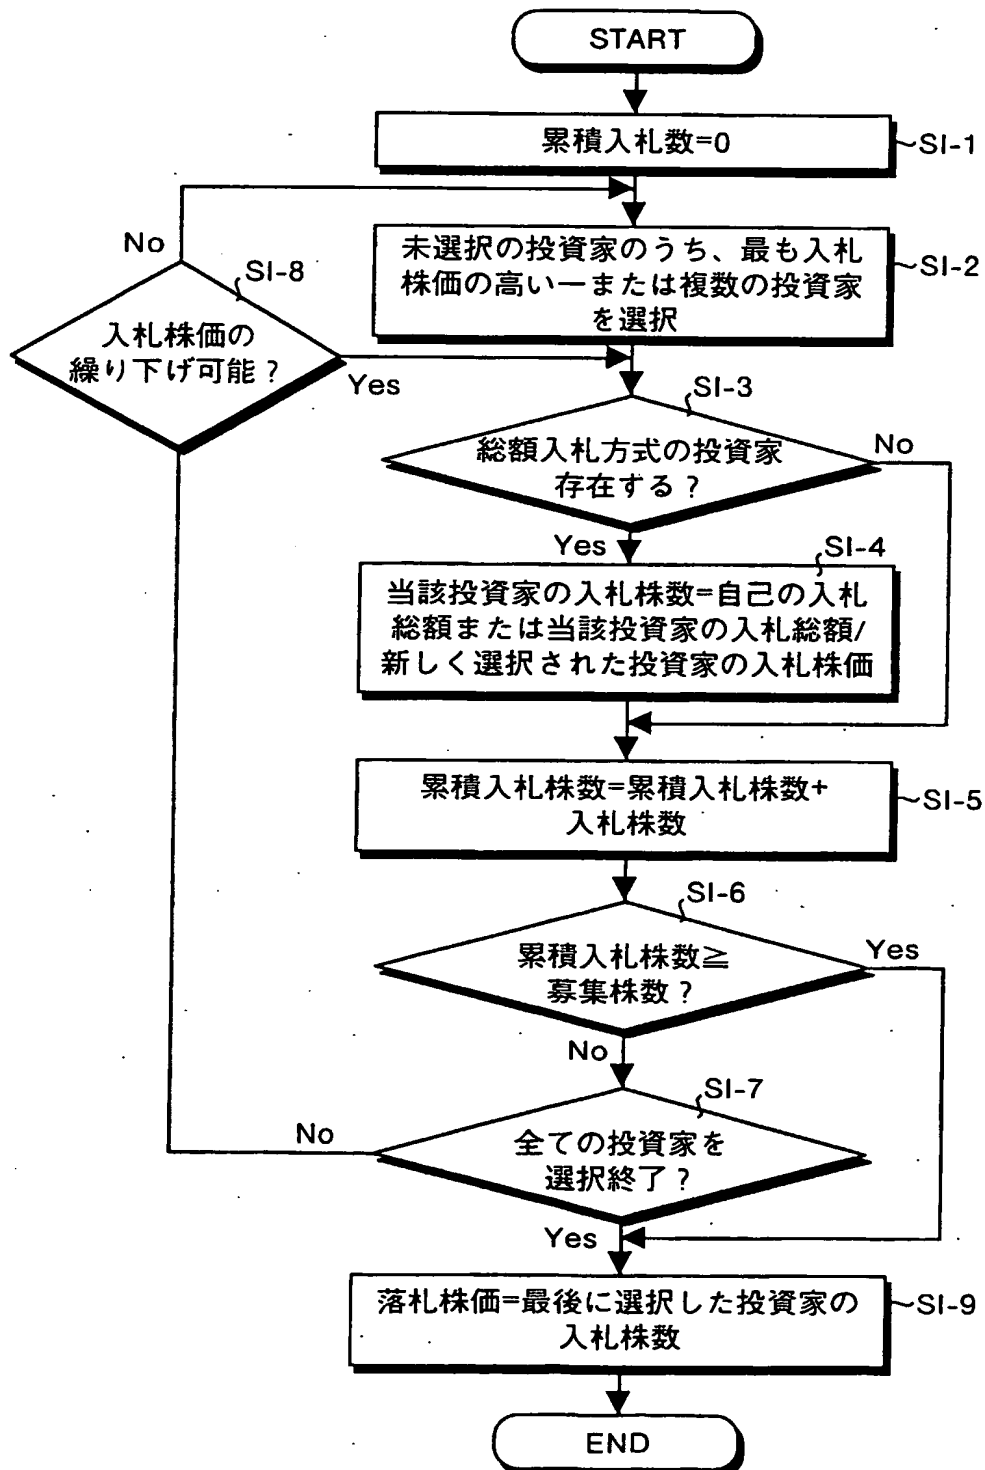 START
累積入札数=0
SI-1
No
SI-8
未選択の投資家のうち、最も入札
株価の高い一または複数の投資家
を選択
SI-2
入札株価の
繰り下げ可能?
Yes
SI-3
総額入札方式の投資家
存在する?
No
Yes
SI-4
当該投資家の入札株数=自己の入札
総額または当該投資家の入札総額/
新しく選択された投資家の入札株価
累積入札株数=累積入札株数+
入札株数
SI-5
SI-6
累積入札株数≧
募集株数?
Yes
No
SI-7
全ての投資家を
選択終了?
No
Yes
落札株価=最後に選択した投資家の
入札株数
SI-9
END